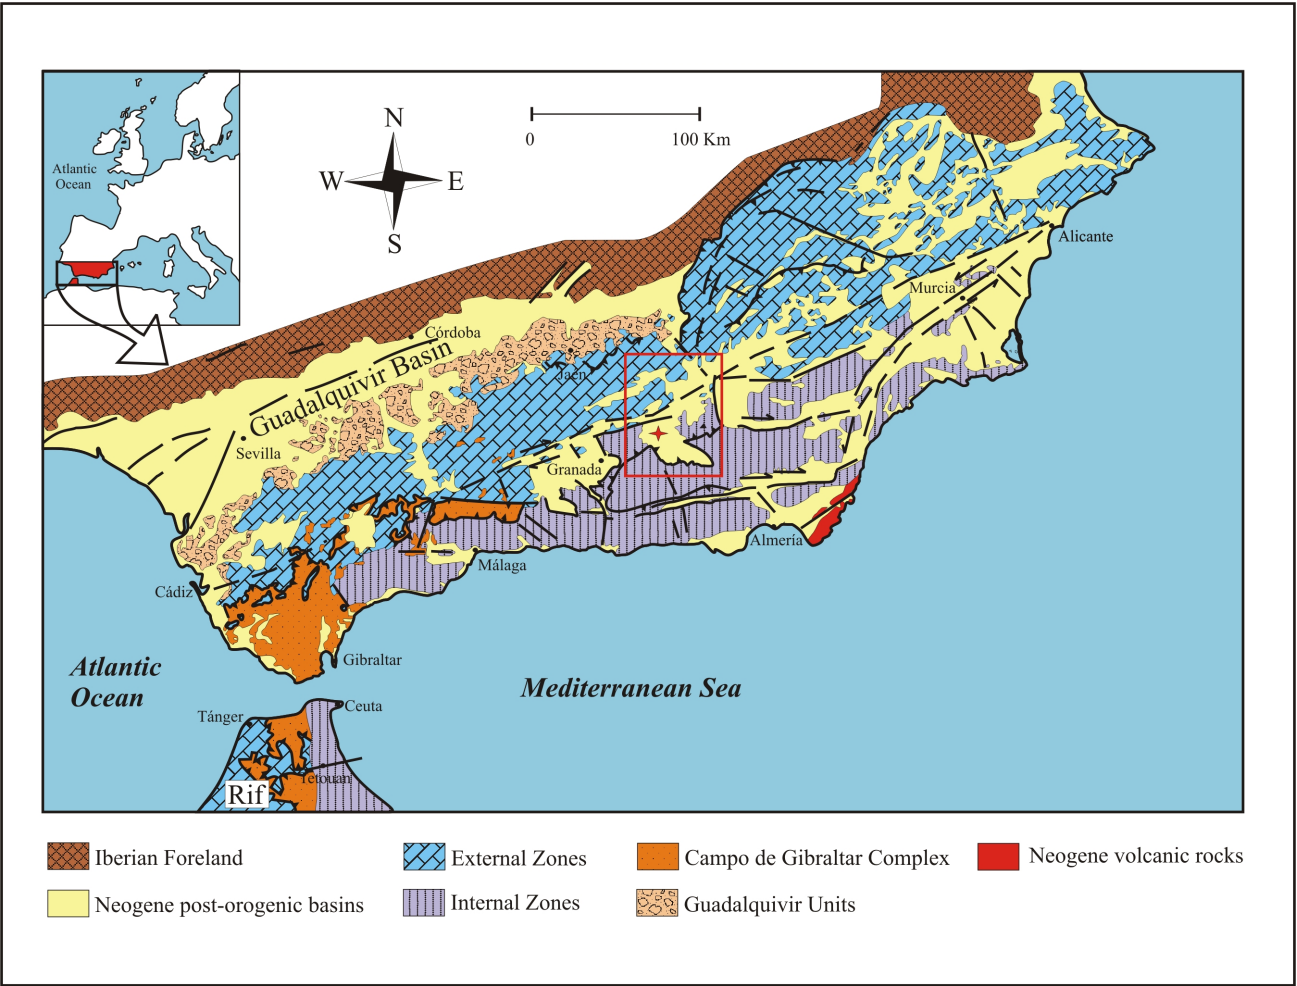 Atlantic
Ocean
N
W
E
S
0
100 Km
Córdoba
Guadalquivir Basin
Jaén
Sevilla
Granada
Alicante
Murcia
Almería
Málaga
Cádiz
Gibraltar
Atlantic
Ocean
Mediterranean Sea
Tánger
Ceuta
Tetouan
Rif
Iberian Foreland
External Zones
Campo de Gibraltar Complex
Neogene volcanic rocks
Neogene post-orogenic basins
Internal Zones
Guadalquivir Units